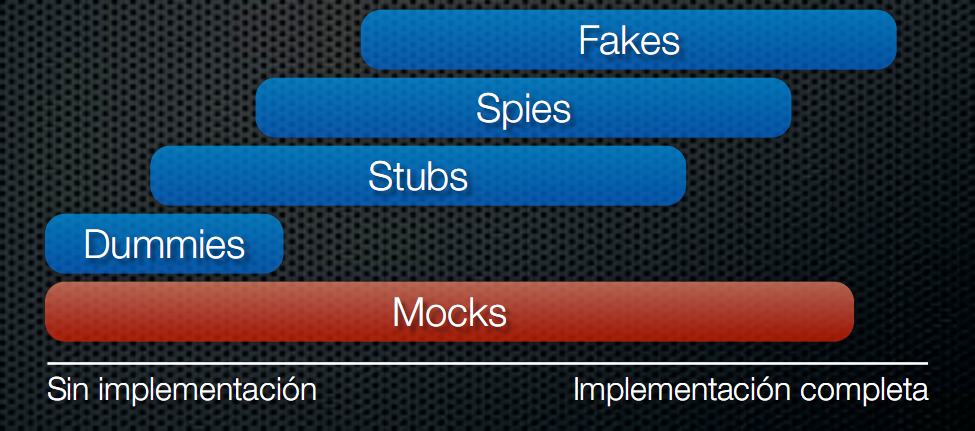 Fakes
Spies
Stubs
Dummies
Mocks
Sin implementación
Implementación completa